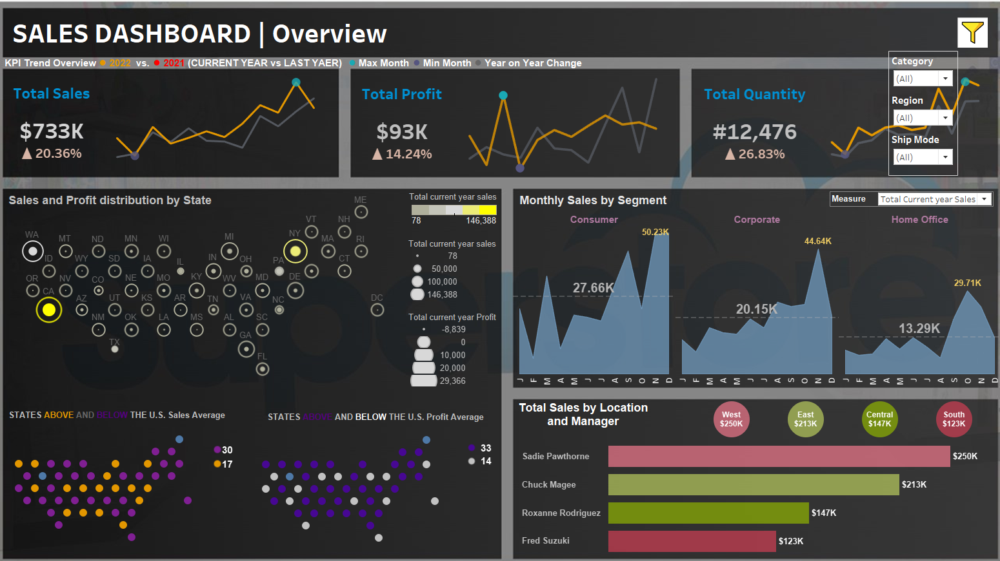 SALES DASHBOARD | Overview
KPI Trend Overview 2022 vs. 2021 (CURRENT YEAR vs LAST YAER) Max Month Min Month Year on Year Change
Total Sales
$733K
▲ 20.36%
Total Profit
$93K
▲ 14.24%
Total Quantity
#12,476
▲ 26.83%
Category
(All)
Region
(All)
Ship Mode
(All)
Sales and Profit distribution by State
ME
VT NH
WA MT ND MN WI MI NY MA RI
ID WY SD IA IL IN OH PA CT
OR NV CO NE MO KY WV MD DE
CA AZ UT KS AR TN VA NC DC
NM OK LA MS AL SC
TX GA
FL
Total current year sales
78 146,388
Total current year sales
78
50,000
100,000
146,388
Total current year Profit
-8,839
0
10,000
20,000
29,366
STATES ABOVE AND BELOW THE U.S. Sales Average
30
17
STATES ABOVE AND BELOW THE U.S. Profit Average
33
14
Monthly Sales by Segment
Measure Total Current year Sales
Consumer Corporate Home Office
50.23K
44.64K
29.71K
27.66K
20.15K
13.29K
J F M A M J J A S O N D J F M A M J J A S O N D J F M A M J J A S O N D
Total Sales by Location
and Manager
West
$250K
East
$213K
Central
$147K
South
$123K
Sadie Pawthorne $250K
Chuck Magee $213K
Roxanne Rodriguez $147K
Fred Suzuki $123K
superstore